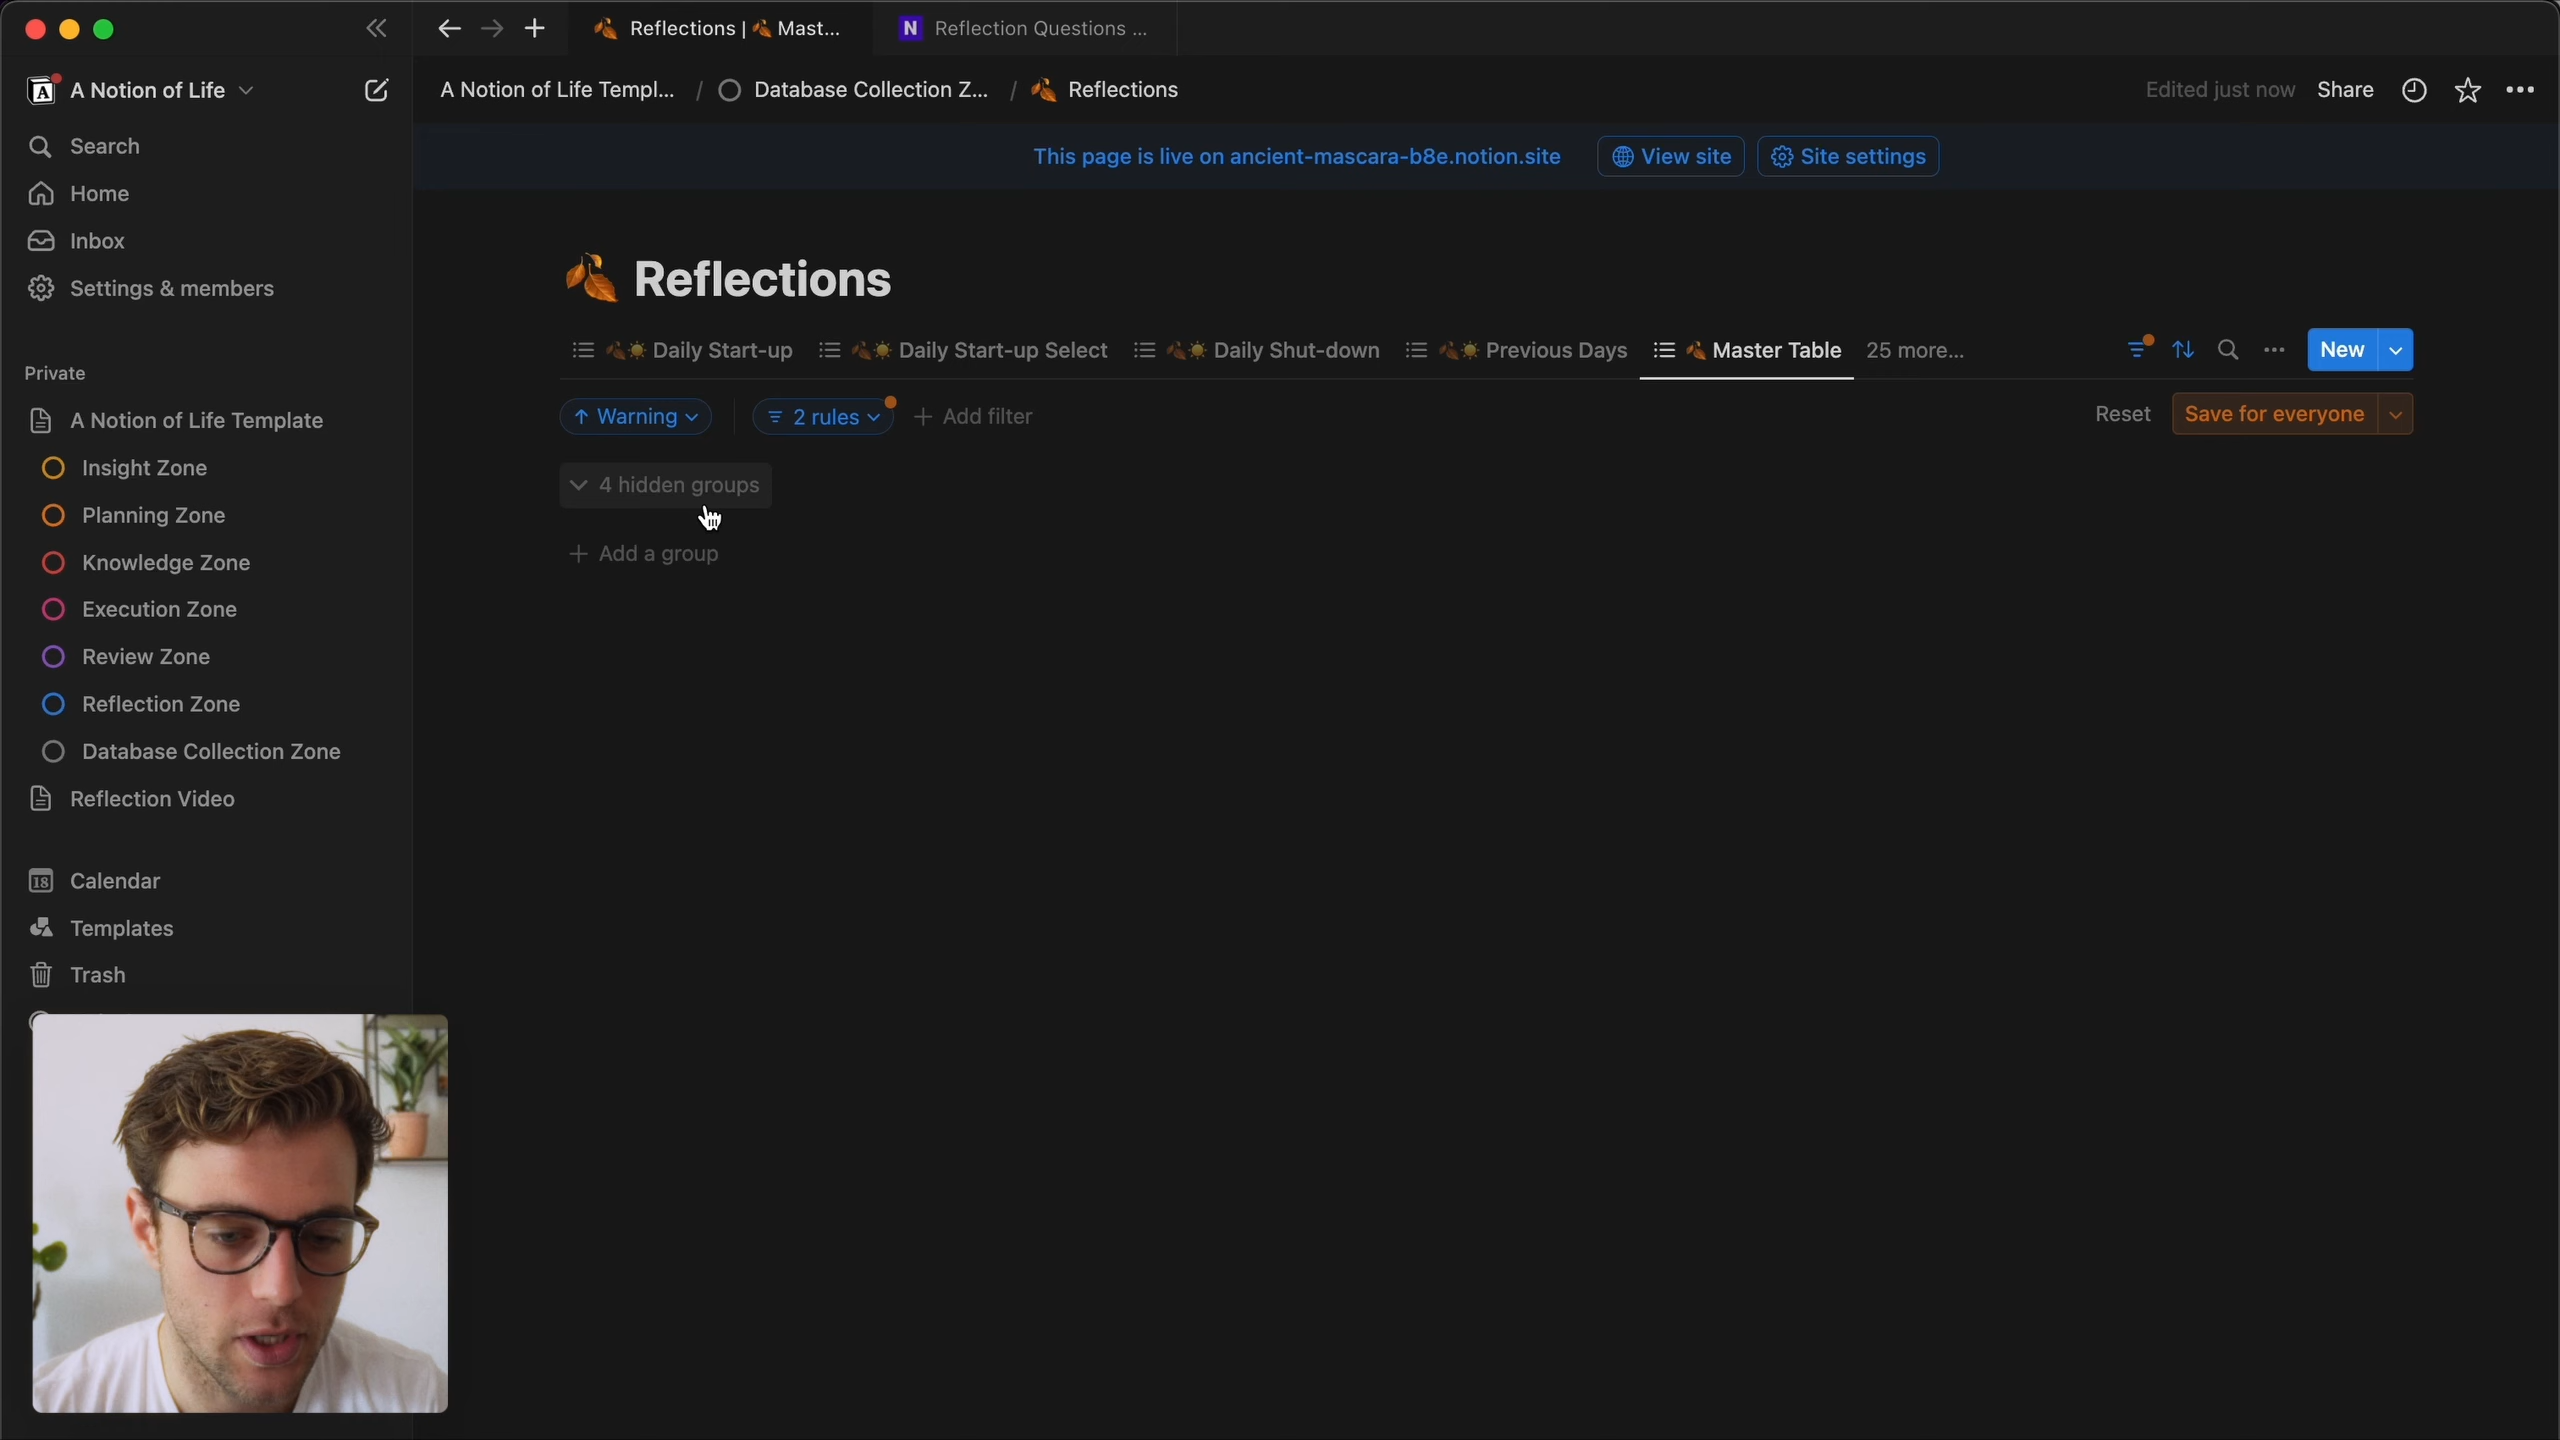 Reflections | Mast...
N Reflection Questions ...
A Notion of Life
A Notion of Life Templ... / Database Collection Z... / Reflections
Edited just now Share
Search
Home
Inbox
Settings & members
This page is live on ancient-mascara-b8e.notion.site View site Site settings
Reflections
Daily Start-up Daily Start-up Select Daily Shut-down Previous Days Master Table 25 more... New
Warning 2 rules Add filter Reset Save for everyone
4 hidden groups
Add a group
Private
A Notion of Life Template
Insight Zone
Planning Zone
Knowledge Zone
Execution Zone
Review Zone
Reflection Zone
Database Collection Zone
Reflection Video
18 Calendar
Templates
Trash